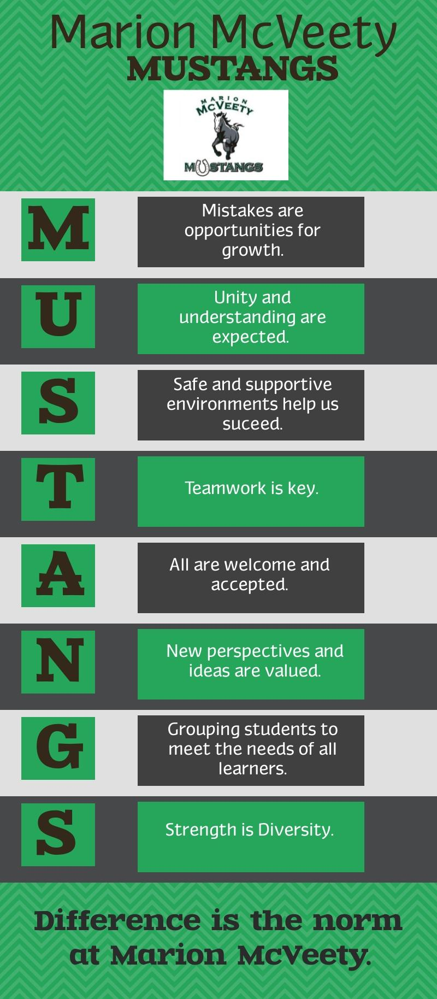 Marion McVeety
MUSTANGS
MARION
McVEETY
MUSTANGS
M
Mistakes are
opportunities for
growth.
U
Unity and
understanding are
expected.
S
Safe and supportive
environments help us
suceed.
T
Teamwork is key.
A
All are welcome and
accepted.
N
New perspectives and
ideas are valued.
G
Grouping students to
meet the needs of all
learners.
S
Strength is Diversity.
Difference is the norm
at Marion McVeety.